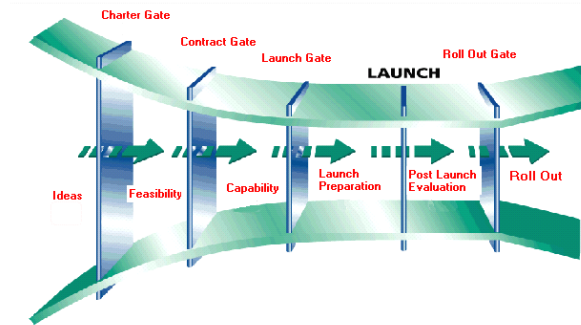 Charter Gate
Contract Gate
Launch Gate
LAUNCH
Roll Out Gate
Ideas
Feasibility
Capability
Launch
Preparation
Post Launch
Evaluation
Roll Out